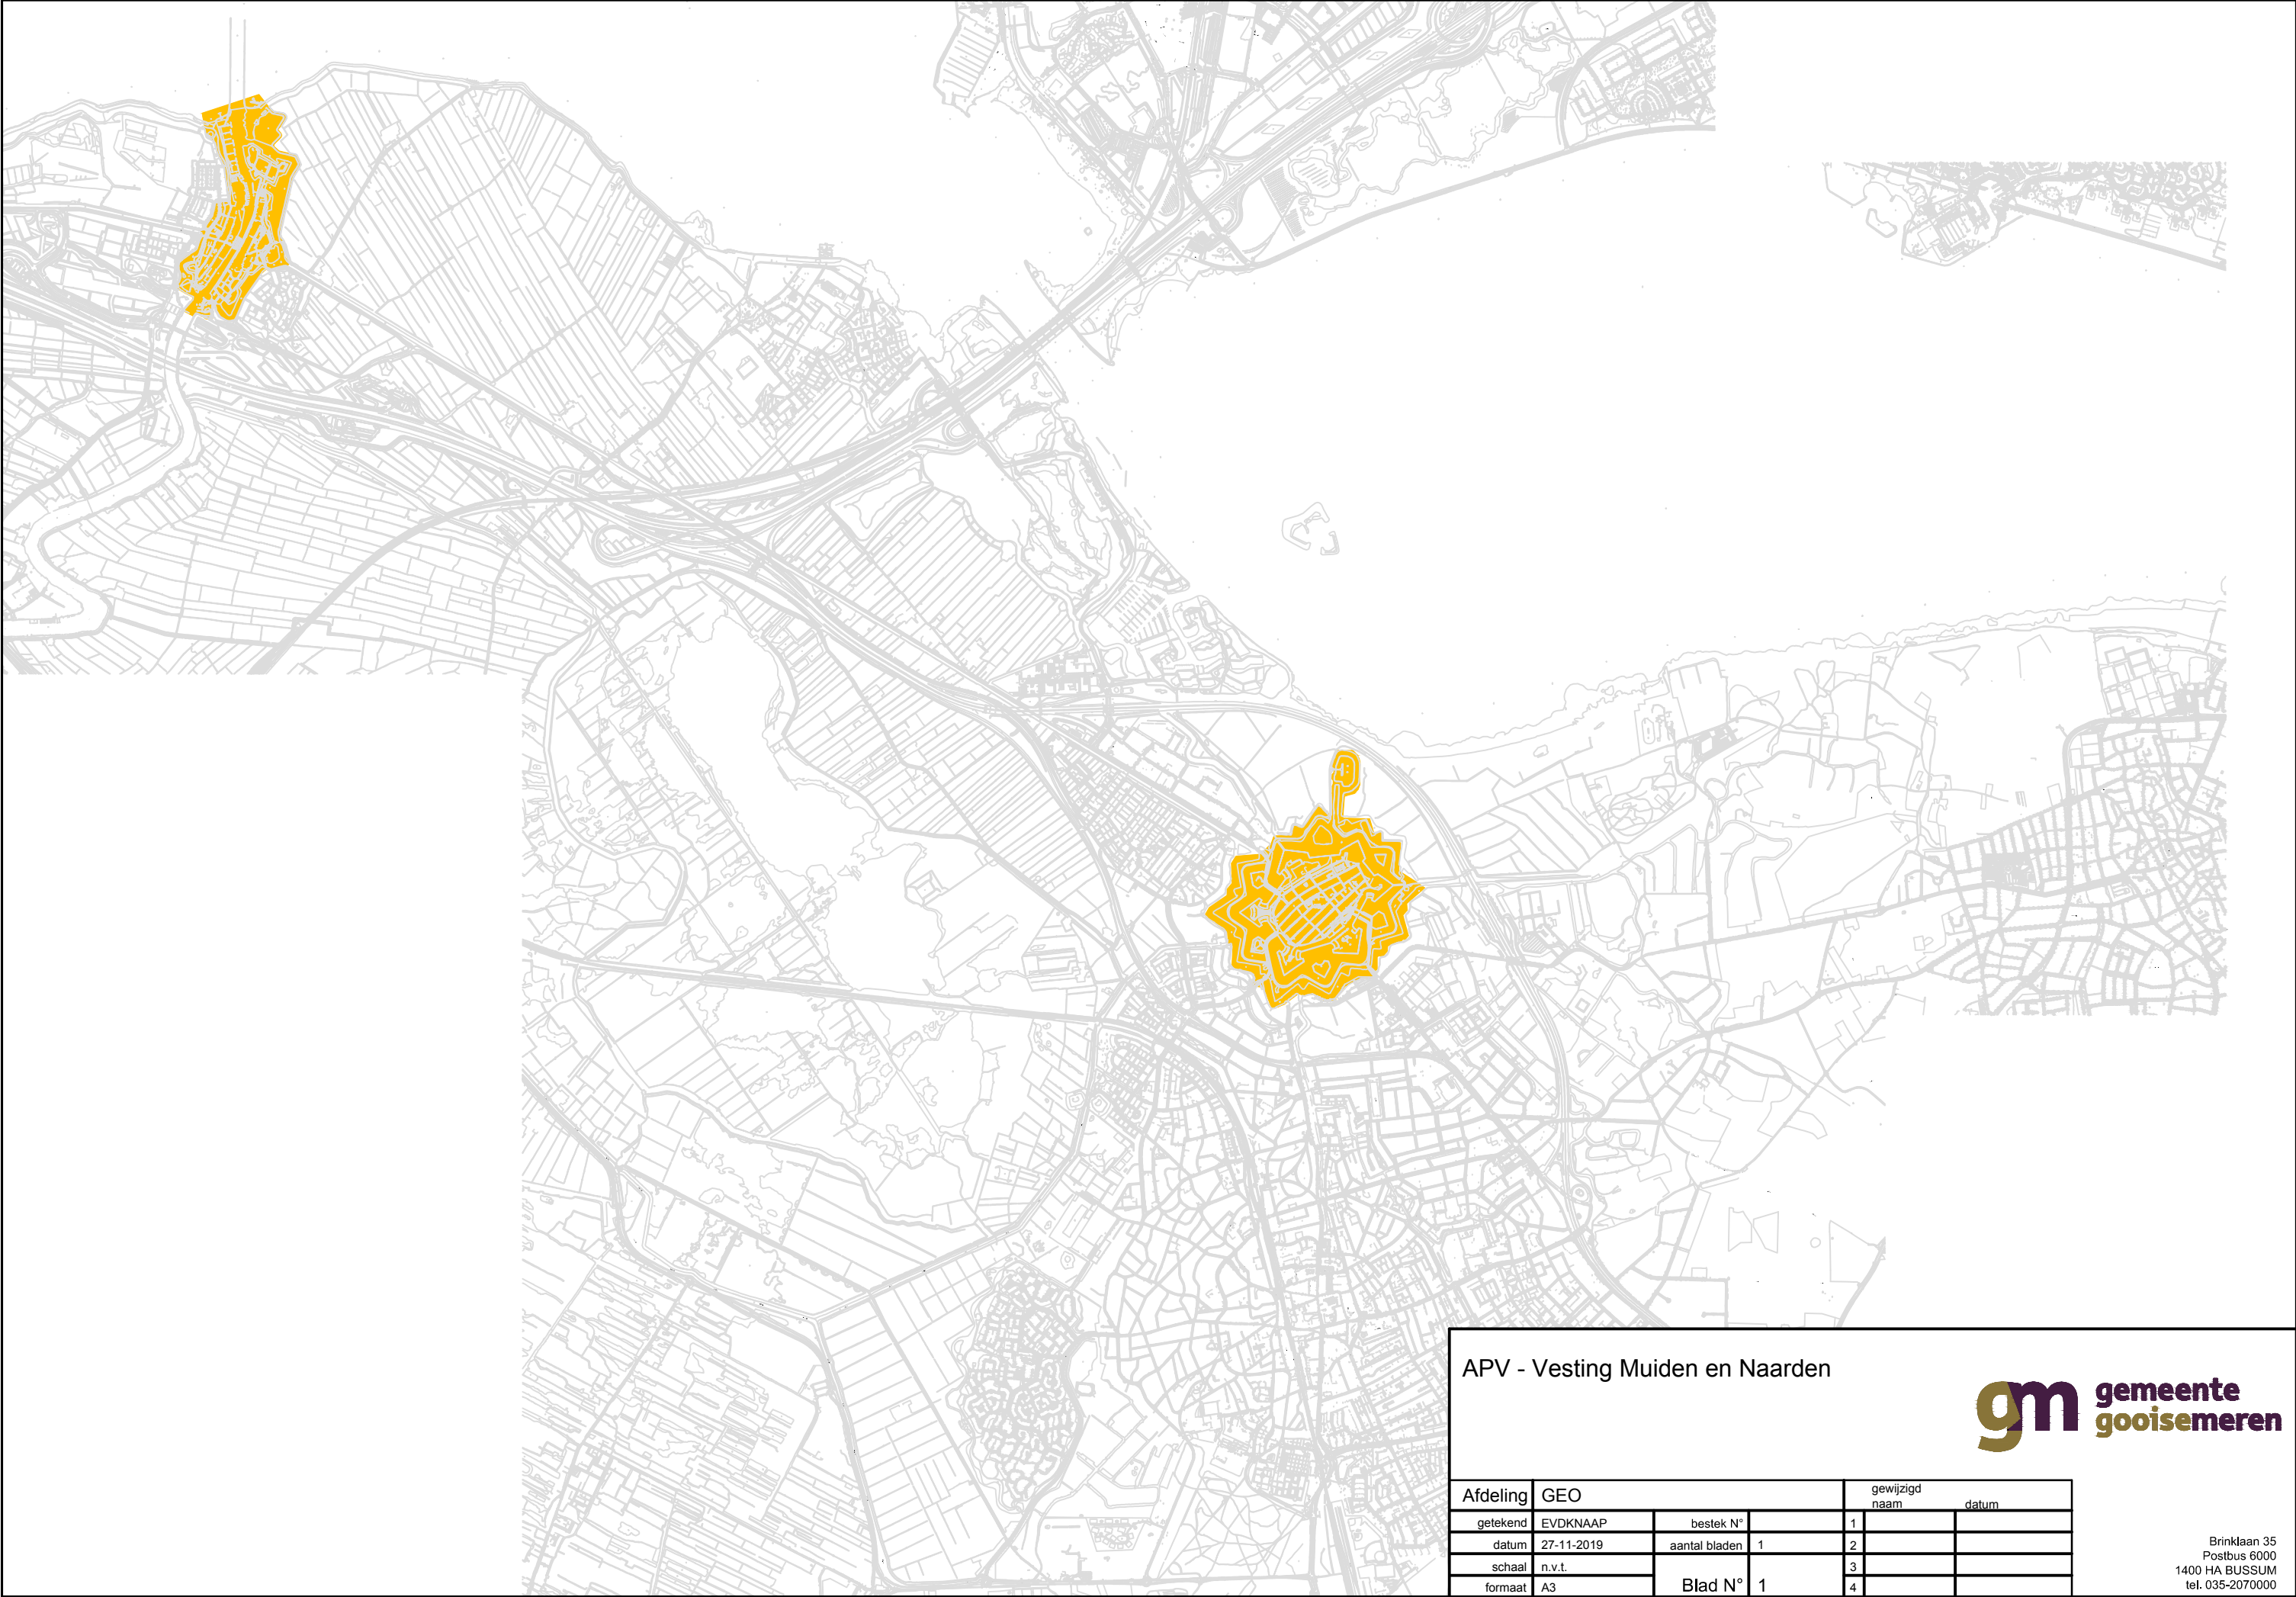 APV - Vesting Muiden en Naarden
gm gemeente
gooisemeren
Afdeling GEO gewijzigd
naam datum
getekend EVDKNAAP bestek N° 1
datum 27-11-2019 aantal bladen 1 2
schaal n.v.t. 3
formaat A3 Blad N° 1 4
Brinklaan 35
Postbus 6000
1400 HA BUSSUM
tel. 035-2070000